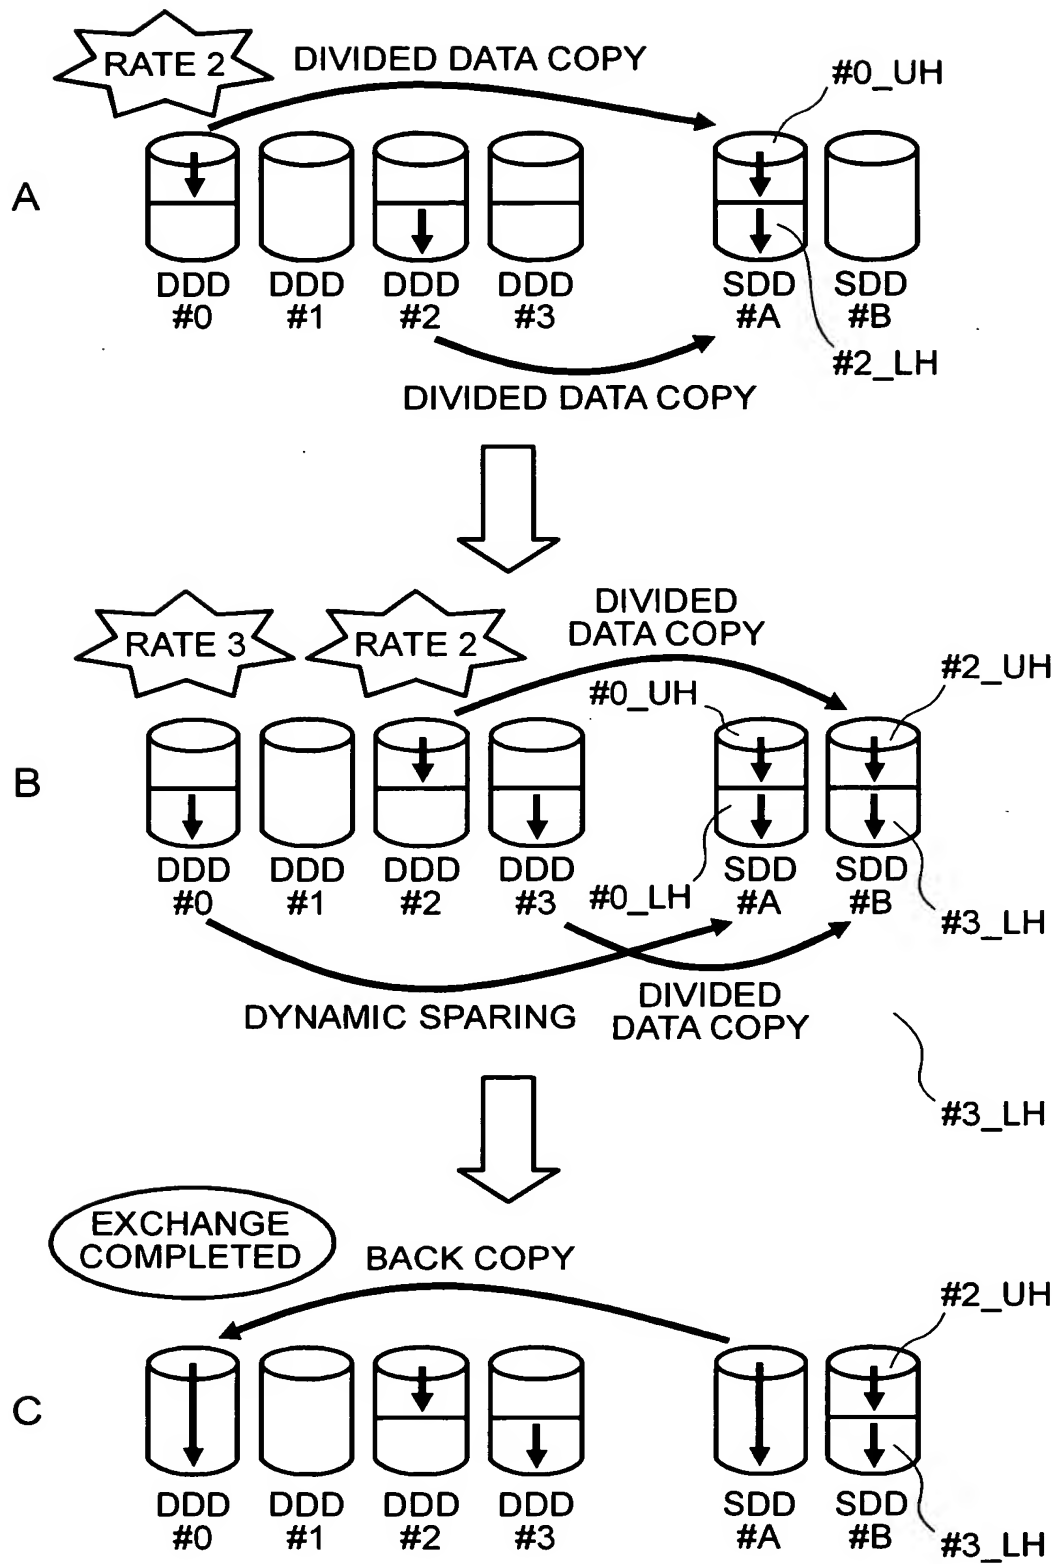 RATE 2
DIVIDED DATA COPY
#0_UH
A
DDD #0
DDD #1
DDD #2
DDD #3
SDD #A
SDD #B
#2_LH
DIVIDED DATA COPY
RATE 3
RATE 2
DIVIDED
DATA COPY
#0_UH
#2_UH
B
DDD #0
DDD #1
DDD #2
DDD #3
#0_LH
SDD #A
SDD #B
#3_LH
DYNAMIC SPARING
DIVIDED
DATA COPY
#3_LH
EXCHANGE
COMPLETED
BACK COPY
#2_UH
C
DDD #0
DDD #1
DDD #2
DDD #3
SDD #A
SDD #B
#3_LH